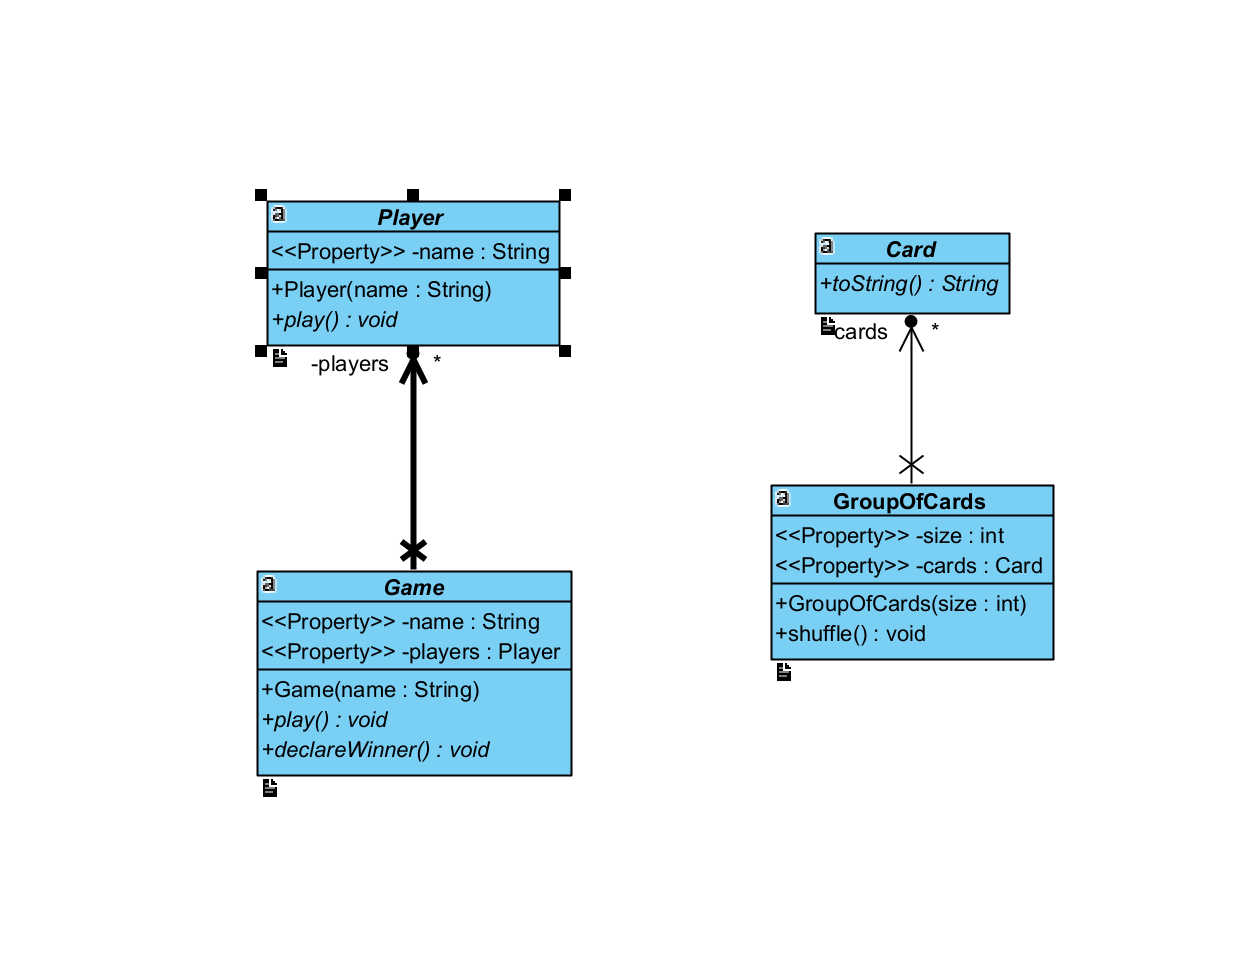 Player
<<Property>> -name : String
+Player(name : String)
+play() : void
-players
*
Game
<<Property>> -name : String
<<Property>> -players : Player
+Game(name : String)
+play() : void
+declareWinner() : void
Card
+toString() : String
cards
*
GroupOfCards
<<Property>> -size : int
<<Property>> -cards : Card
+GroupOfCards(size : int)
+shuffle() : void